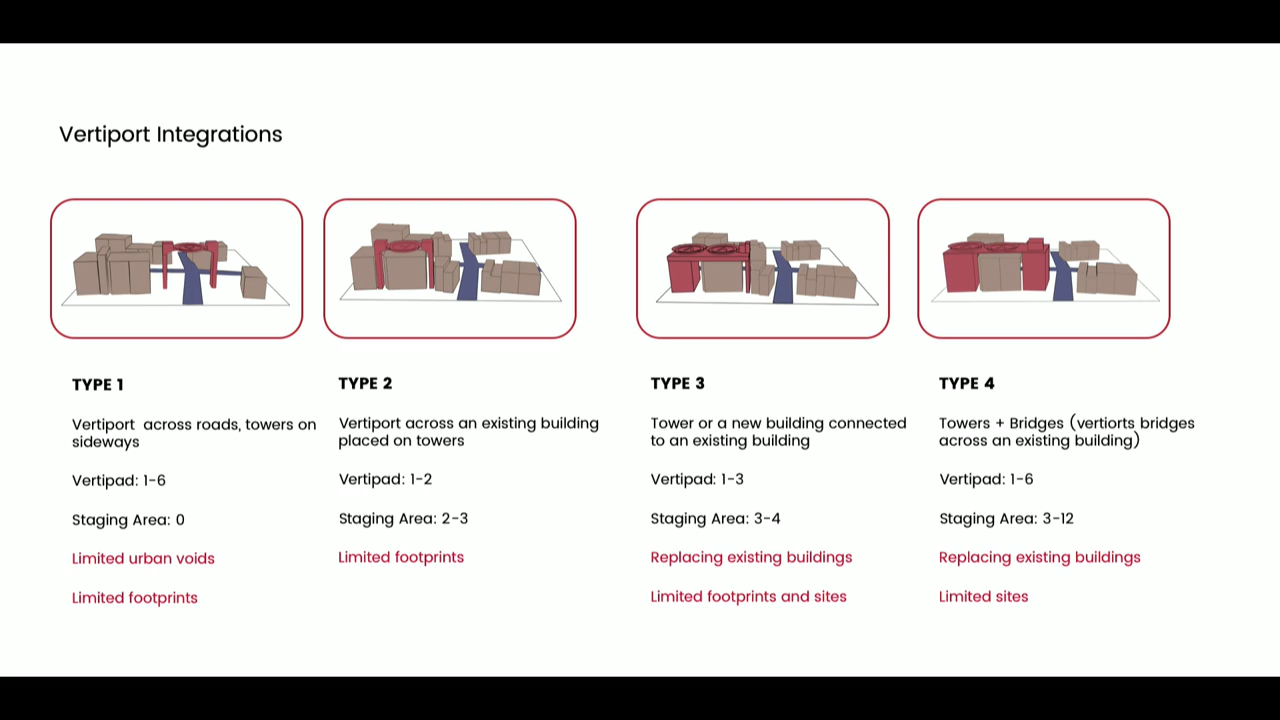 Vertiport Integrations
TYPE 1
Vertiport across roads, towers on
sideways
Vertipad: 1-6
Staging Area: 0
Limited urban voids
Limited footprints
TYPE 2
Vertiport across an existing building
placed on towers
Vertipad: 1-2
Staging Area: 2-3
Limited footprints
TYPE 3
Tower or a new building connected
to an existing building
Vertipad: 1-3
Staging Area: 3-4
Replacing existing buildings
Limited footprints and sites
TYPE 4
Towers + Bridges (vertiorts bridges
across an existing building)
Vertipad: 1-6
Staging Area: 3-12
Replacing existing buildings
Limited sites